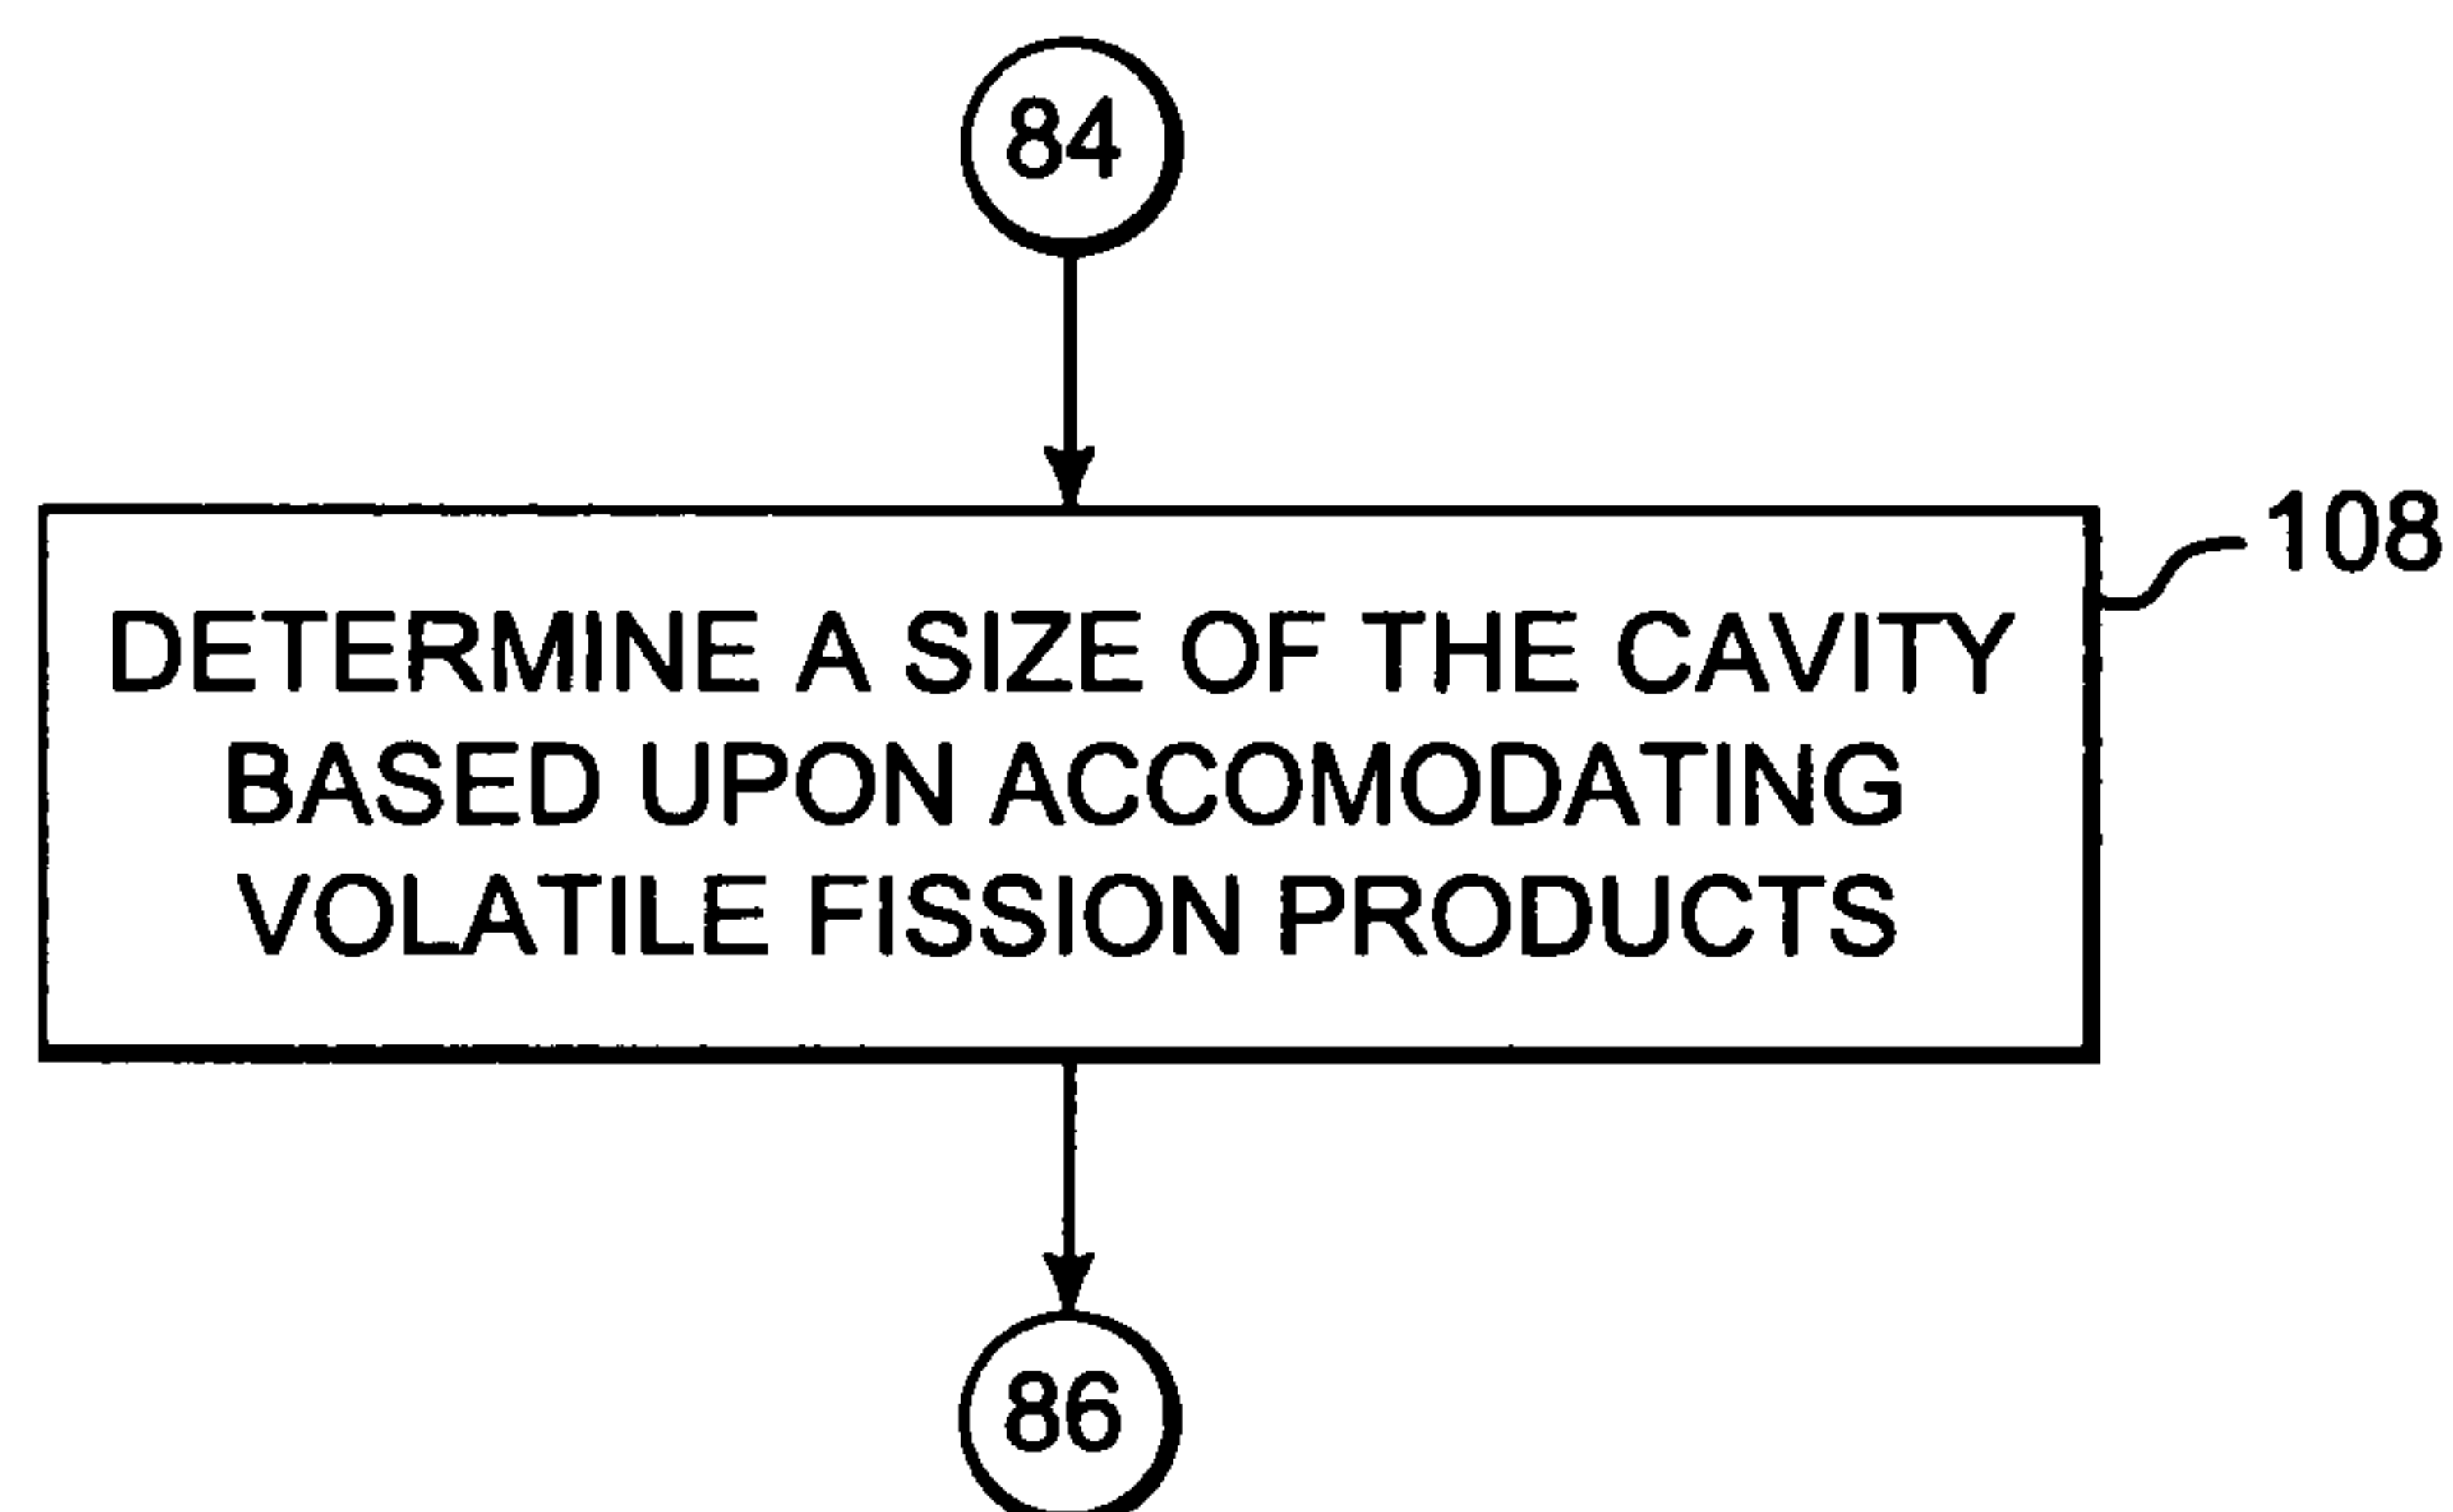 84
108
DETERMINE A SIZE OF THE CAVITY
BASED UPON ACCOMODATING
VOLATILE FISSION PRODUCTS
86